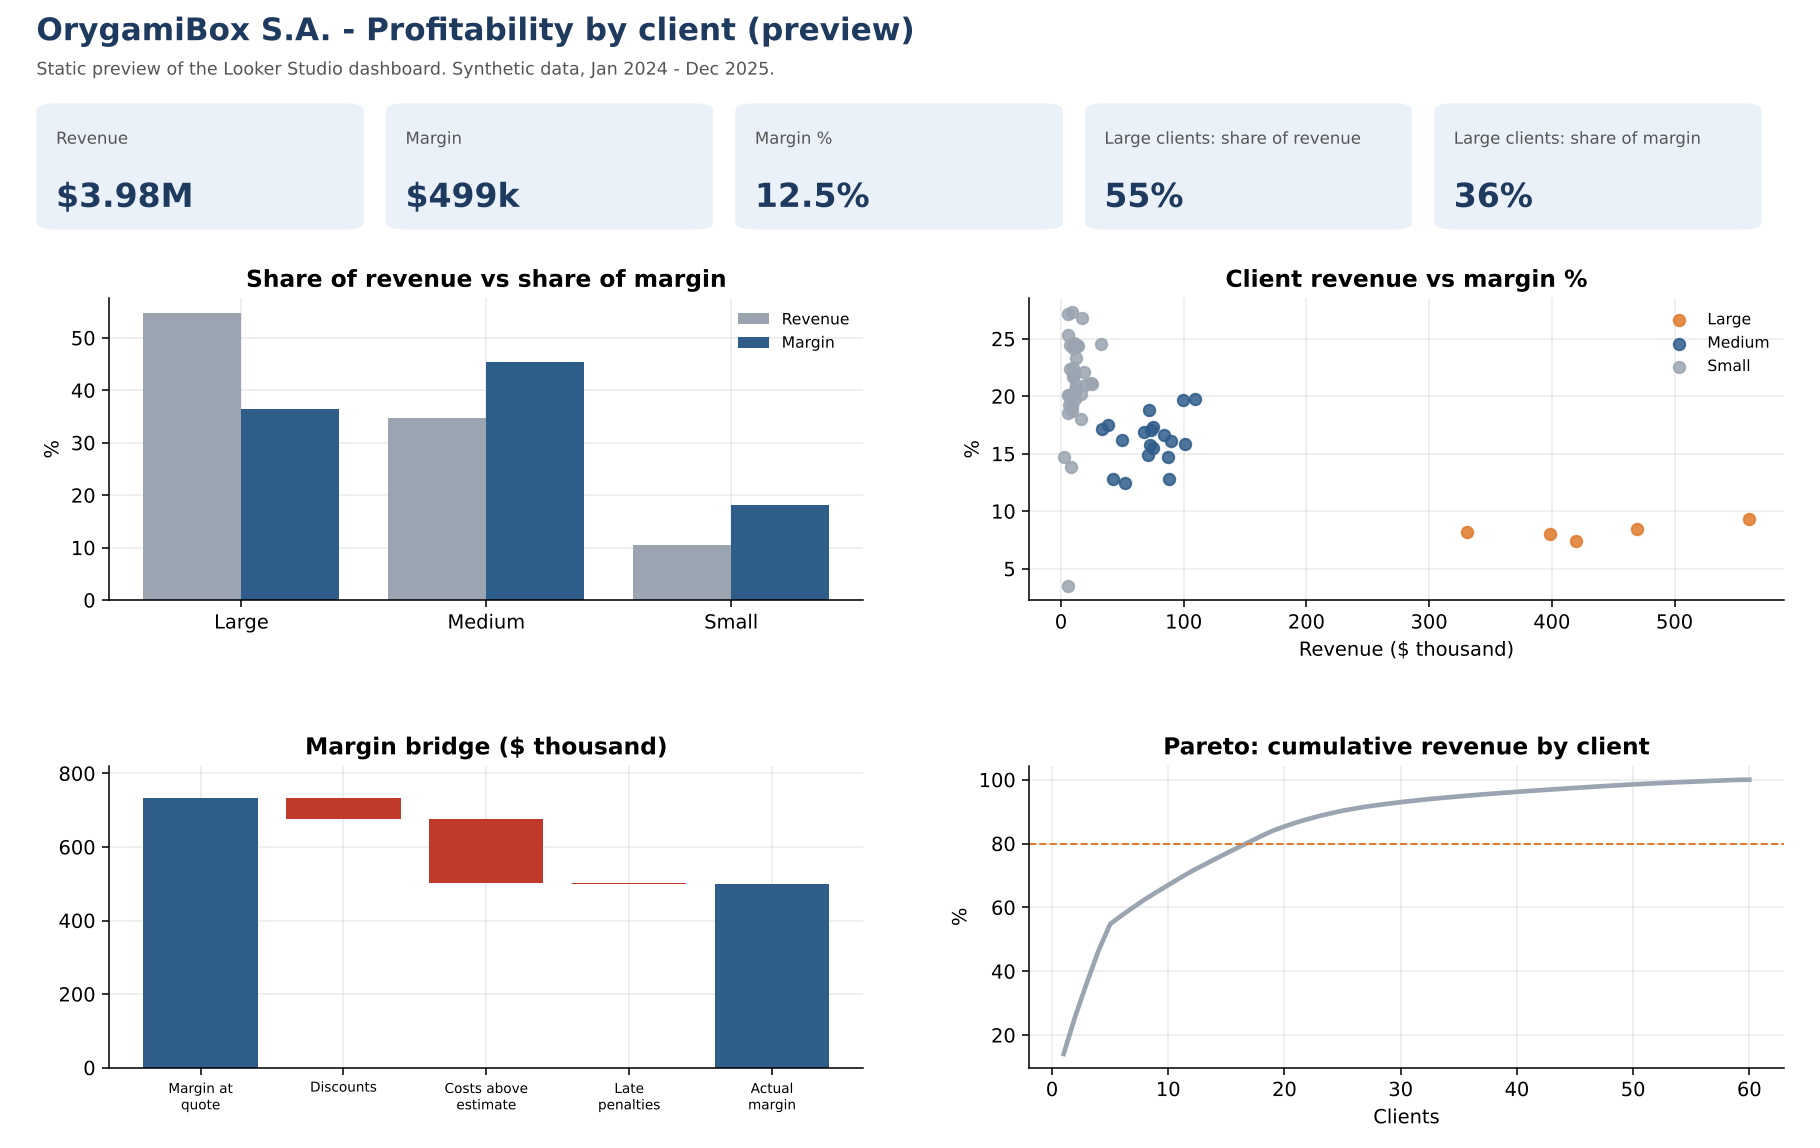 OrygamiBox S.A. - Profitability by client (preview)
Static preview of the Looker Studio dashboard. Synthetic data, Jan 2024 - Dec 2025.
Revenue
$3.98M
Margin
$499k
Margin %
12.5%
Large clients: share of revenue
55%
Large clients: share of margin
36%
Share of revenue vs share of margin
Revenue
Margin
%
50
40
30
20
10
0
Large
Medium
Small
Client revenue vs margin %
Large
Medium
Small
%
25
20
15
10
5
0
100
200
300
400
500
Revenue ($ thousand)
Margin bridge ($ thousand)
800
600
400
200
0
Margin at
quote
Discounts
Costs above
estimate
Late
penalties
Actual
margin
Pareto: cumulative revenue by client
%
100
80
60
40
20
0
10
20
30
40
50
60
Clients